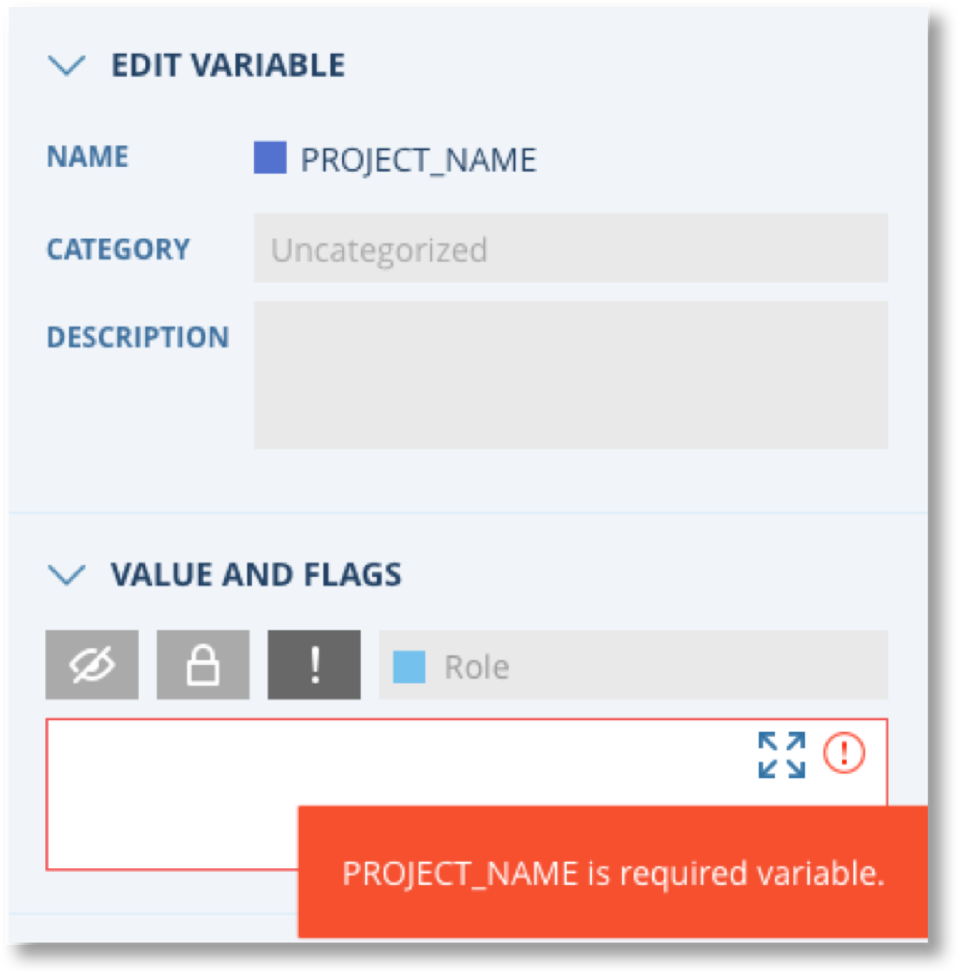 EDIT VARIABLE
NAME PROJECT_NAME
CATEGORY Uncategorized
DESCRIPTION
VALUE AND FLAGS
! Role
!
PROJECT_NAME is required variable.